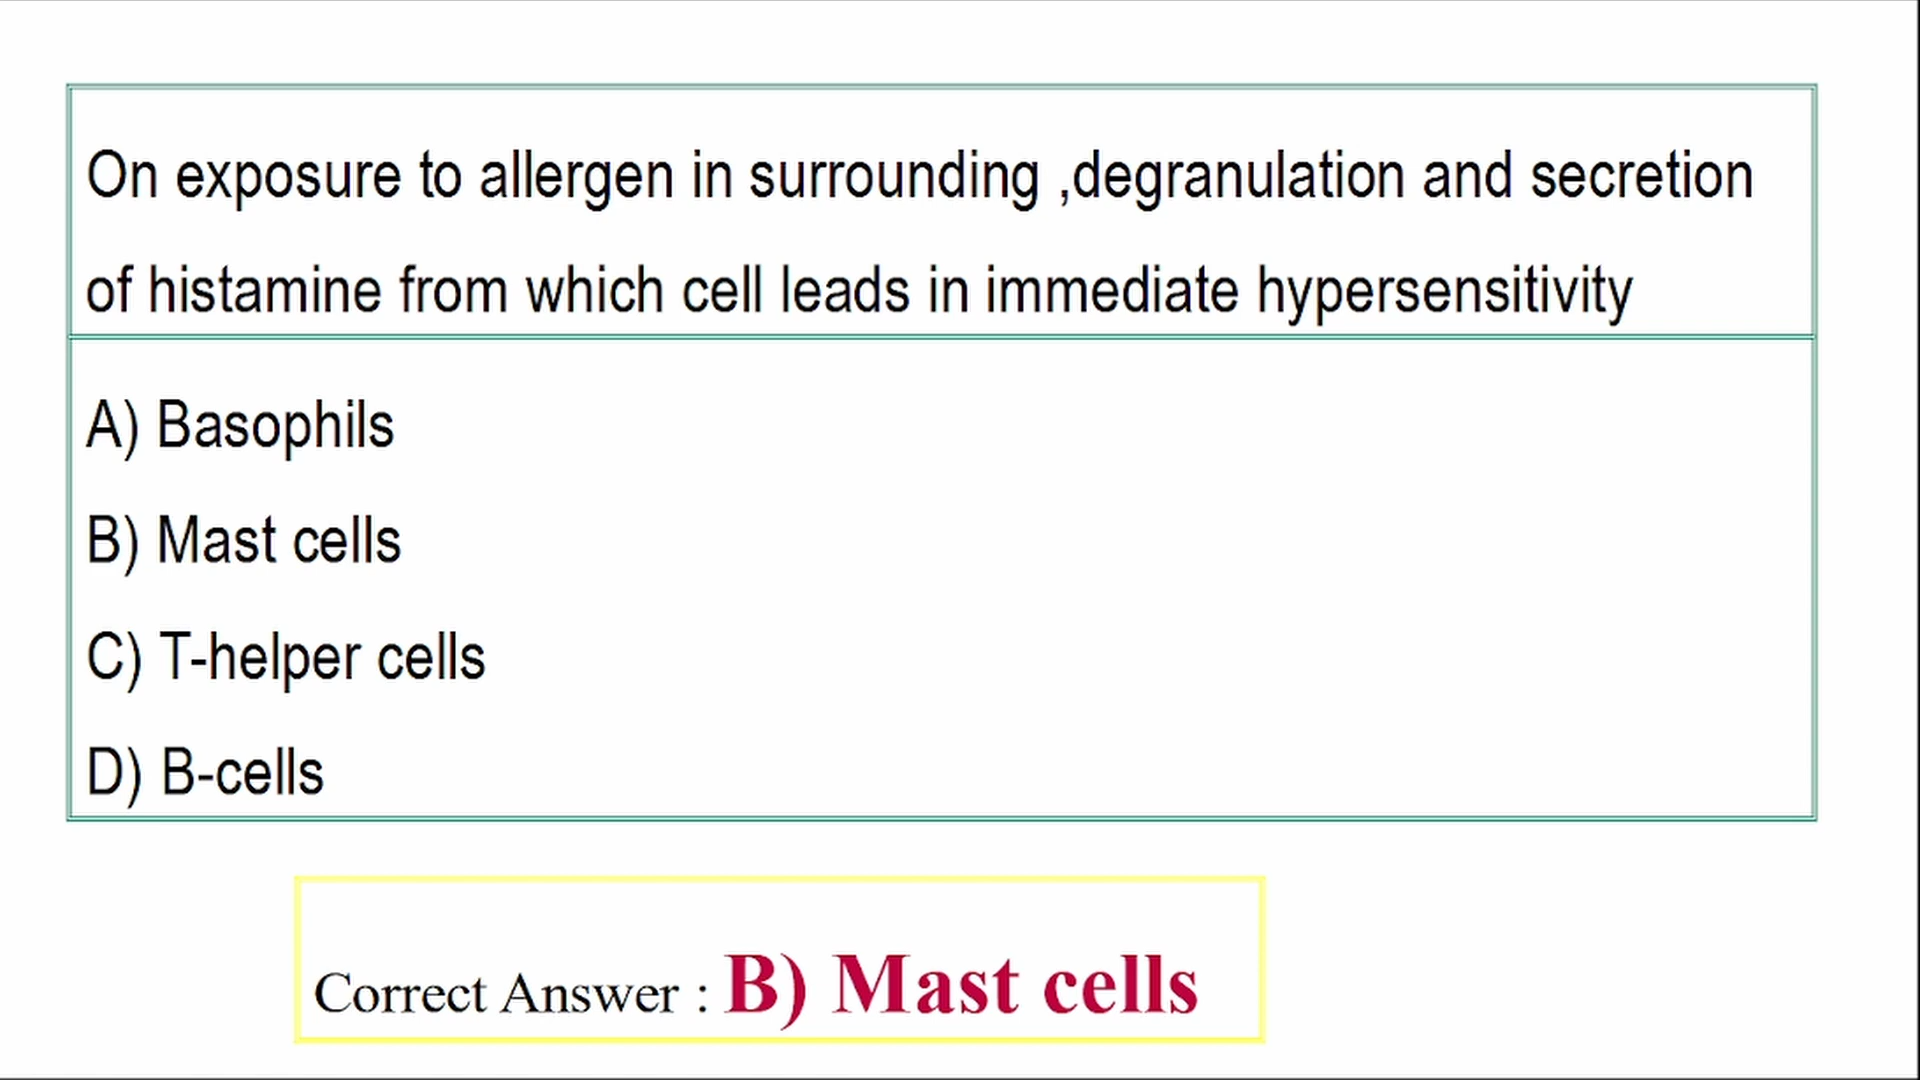 On exposure to allergen in surrounding ,degranulation and secretion
of histamine from which cell leads in immediate hypersensitivity
A) Basophils
B) Mast cells
C) T-helper cells
D) B-cells
Correct Answer : B) Mast cells